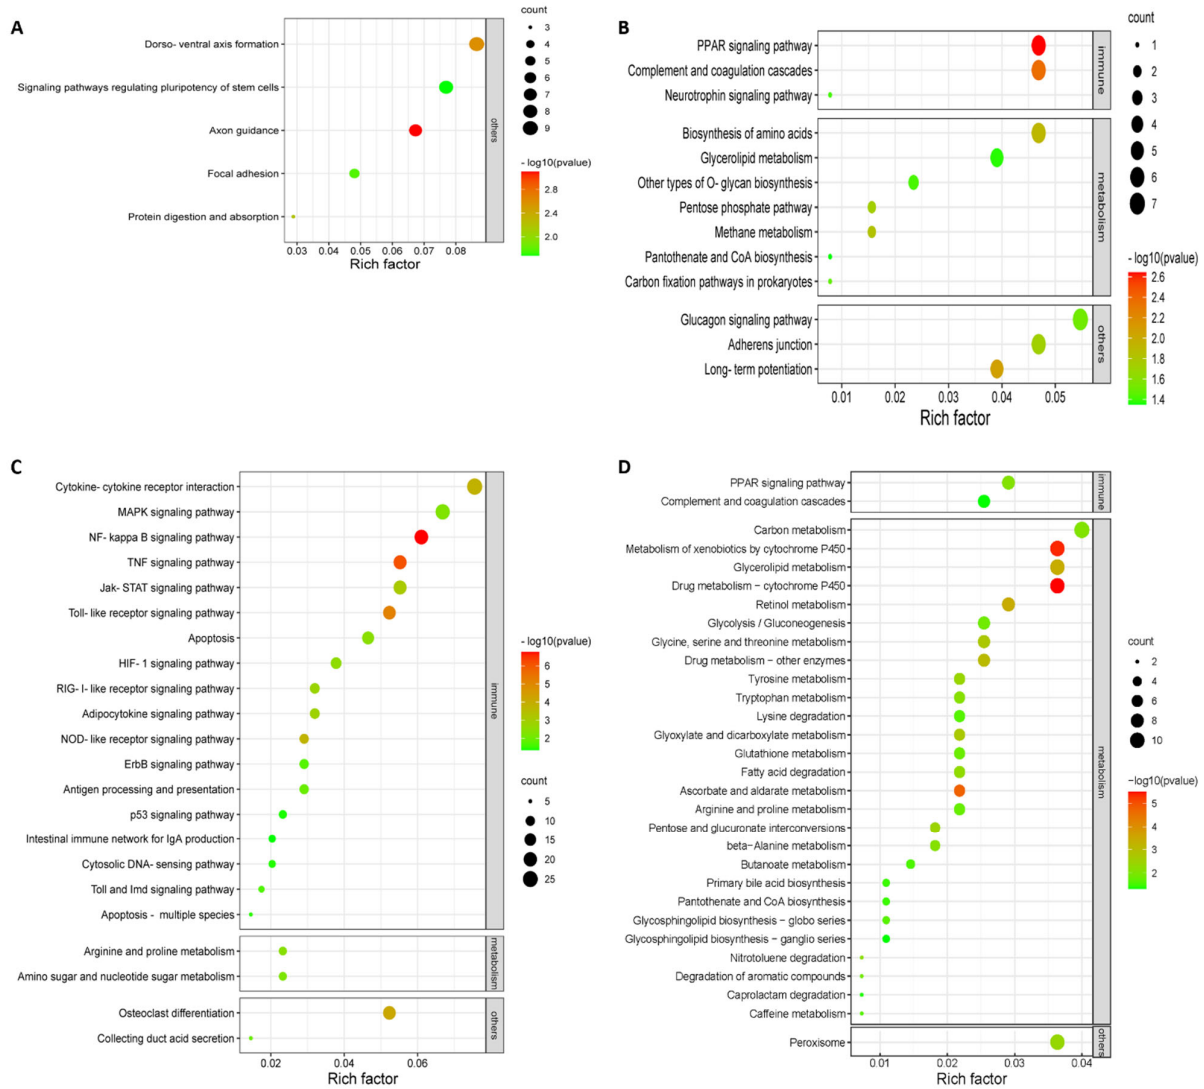 A
Dorso- ventral axis formation
Signaling pathways regulating pluripotency of stem cells
Axon guidance
Focal adhesion
Protein digestion and absorption
others
0.03 0.04 0.05 0.06 0.07 0.08
Rich factor
count
3
4
5
6
7
8
9
- log10(pvalue)
2.8
2.4
2.0
B
PPAR signaling pathway
Complement and coagulation cascades
Neurotrophin signaling pathway
immune
Biosynthesis of amino acids
Glycerolipid metabolism
Other types of O- glycan biosynthesis
Pentose phosphate pathway
Methane metabolism
Pantothenate and CoA biosynthesis
Carbon fixation pathways in prokaryotes
metabolism
Glucagon signaling pathway
Adherens junction
Long- term potentiation
others
0.01 0.02 0.03 0.04 0.05
Rich factor
count
1
2
3
4
5
6
7
- log10(pvalue)
2.6
2.4
2.2
2.0
1.8
1.6
1.4
C
Cytokine- cytokine receptor interaction
MAPK signaling pathway
NF- kappa B signaling pathway
TNF signaling pathway
Jak- STAT signaling pathway
Toll- like receptor signaling pathway
Apoptosis
HIF- 1 signaling pathway
RIG- I- like receptor signaling pathway
Adipocytokine signaling pathway
NOD- like receptor signaling pathway
ErbB signaling pathway
Antigen processing and presentation
p53 signaling pathway
Intestinal immune network for IgA production
Cytosolic DNA- sensing pathway
Toll and Imd signaling pathway
Apoptosis - multiple species
immune
Arginine and proline metabolism
Amino sugar and nucleotide sugar metabolism
metabolism
Osteoclast differentiation
Collecting duct acid secretion
others
0.02 0.04 0.06
Rich factor
- log10(pvalue)
6
5
4
3
2
count
5
10
15
20
25
D
PPAR signaling pathway
Complement and coagulation cascades
immune
Carbon metabolism
Metabolism of xenobiotics by cytochrome P450
Glycerolipid metabolism
Drug metabolism − cytochrome P450
Retinol metabolism
Glycolysis / Gluconeogenesis
Glycine, serine and threonine metabolism
Drug metabolism − other enzymes
Tyrosine metabolism
Tryptophan metabolism
Lysine degradation
Glyoxylate and dicarboxylate metabolism
Glutathione metabolism
Fatty acid degradation
Ascorbate and aldarate metabolism
Arginine and proline metabolism
Pentose and glucuronate interconversions
beta−Alanine metabolism
Butanoate metabolism
Primary bile acid biosynthesis
Pantothenate and CoA biosynthesis
Glycosphingolipid biosynthesis − globo series
Glycosphingolipid biosynthesis − ganglio series
Nitrotoluene degradation
Degradation of aromatic compounds
Caprolactam degradation
Caffeine metabolism
metabolism
Peroxisome
others
0.01 0.02 0.03 0.04
Rich factor
count
2
4
6
8
10
−log10(pvalue)
5
4
3
2